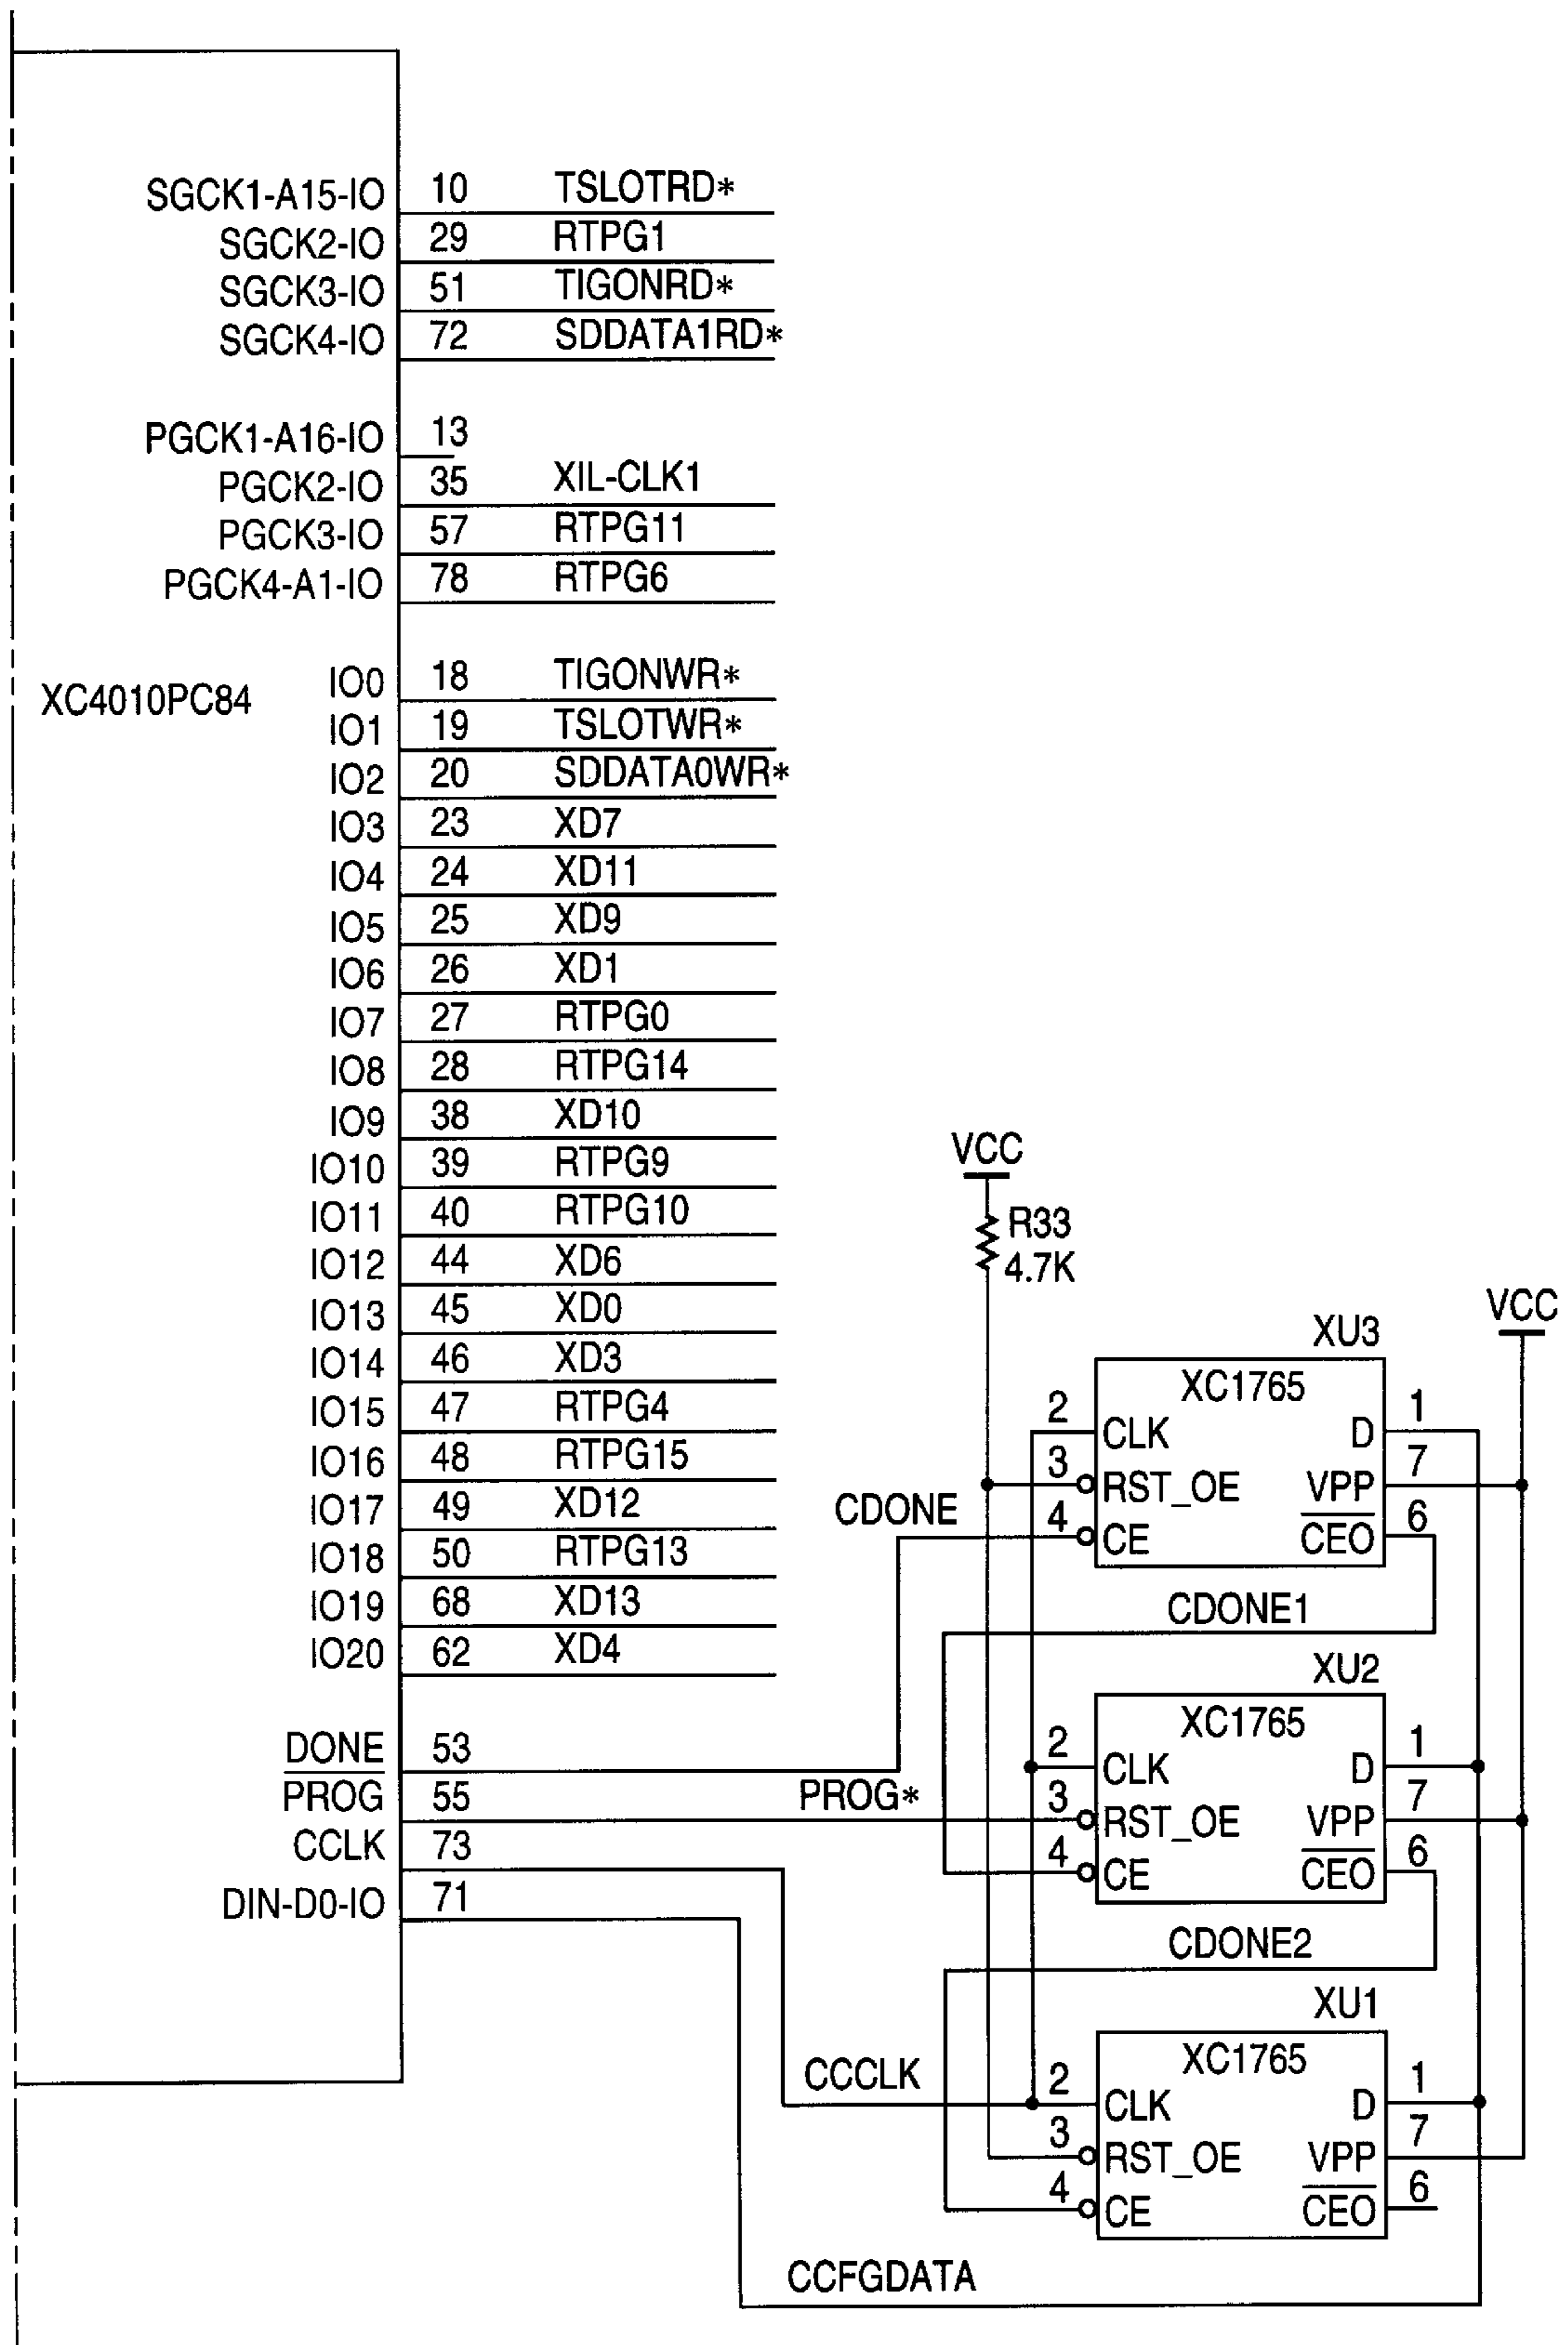 SGCK1-A15-IO 10 TSLOTRD*
SGCK2-IO 29 RTPG1
SGCK3-IO 51 TIGONRD*
SGCK4-IO 72 SDDATA1RD*
PGCK1-A16-IO 13
PGCK2-IO 35 XIL-CLK1
PGCK3-IO 57 RTPG11
PGCK4-A1-IO 78 RTPG6
XC4010PC84
IO0 18 TIGONWR*
IO1 19 TSLOTWR*
IO2 20 SDDATA0WR*
IO3 23 XD7
IO4 24 XD11
IO5 25 XD9
IO6 26 XD1
IO7 27 RTPG0
IO8 28 RTPG14
IO9 38 XD10
IO10 39 RTPG9
IO11 40 RTPG10
IO12 44 XD6
IO13 45 XD0
IO14 46 XD3
IO15 47 RTPG4
IO16 48 RTPG15
IO17 49 XD12
IO18 50 RTPG13
IO19 68 XD13
IO20 62 XD4
DONE 53
PROG 55 PROG*
CCLK 73
DIN-D0-IO 71
VCC
R33
4.7K
VCC
XU3
XC1765
2 CLK D 1
3 RST_OE VPP 7
CDONE 4 CE CEO 6
CDONE1
XU2
XC1765
2 CLK D 1
3 RST_OE VPP 7
4 CE CEO 6
CDONE2
XU1
XC1765
CCCLK 2 CLK D 1
3 RST_OE VPP 7
4 CE CEO 6
CCFGDATA